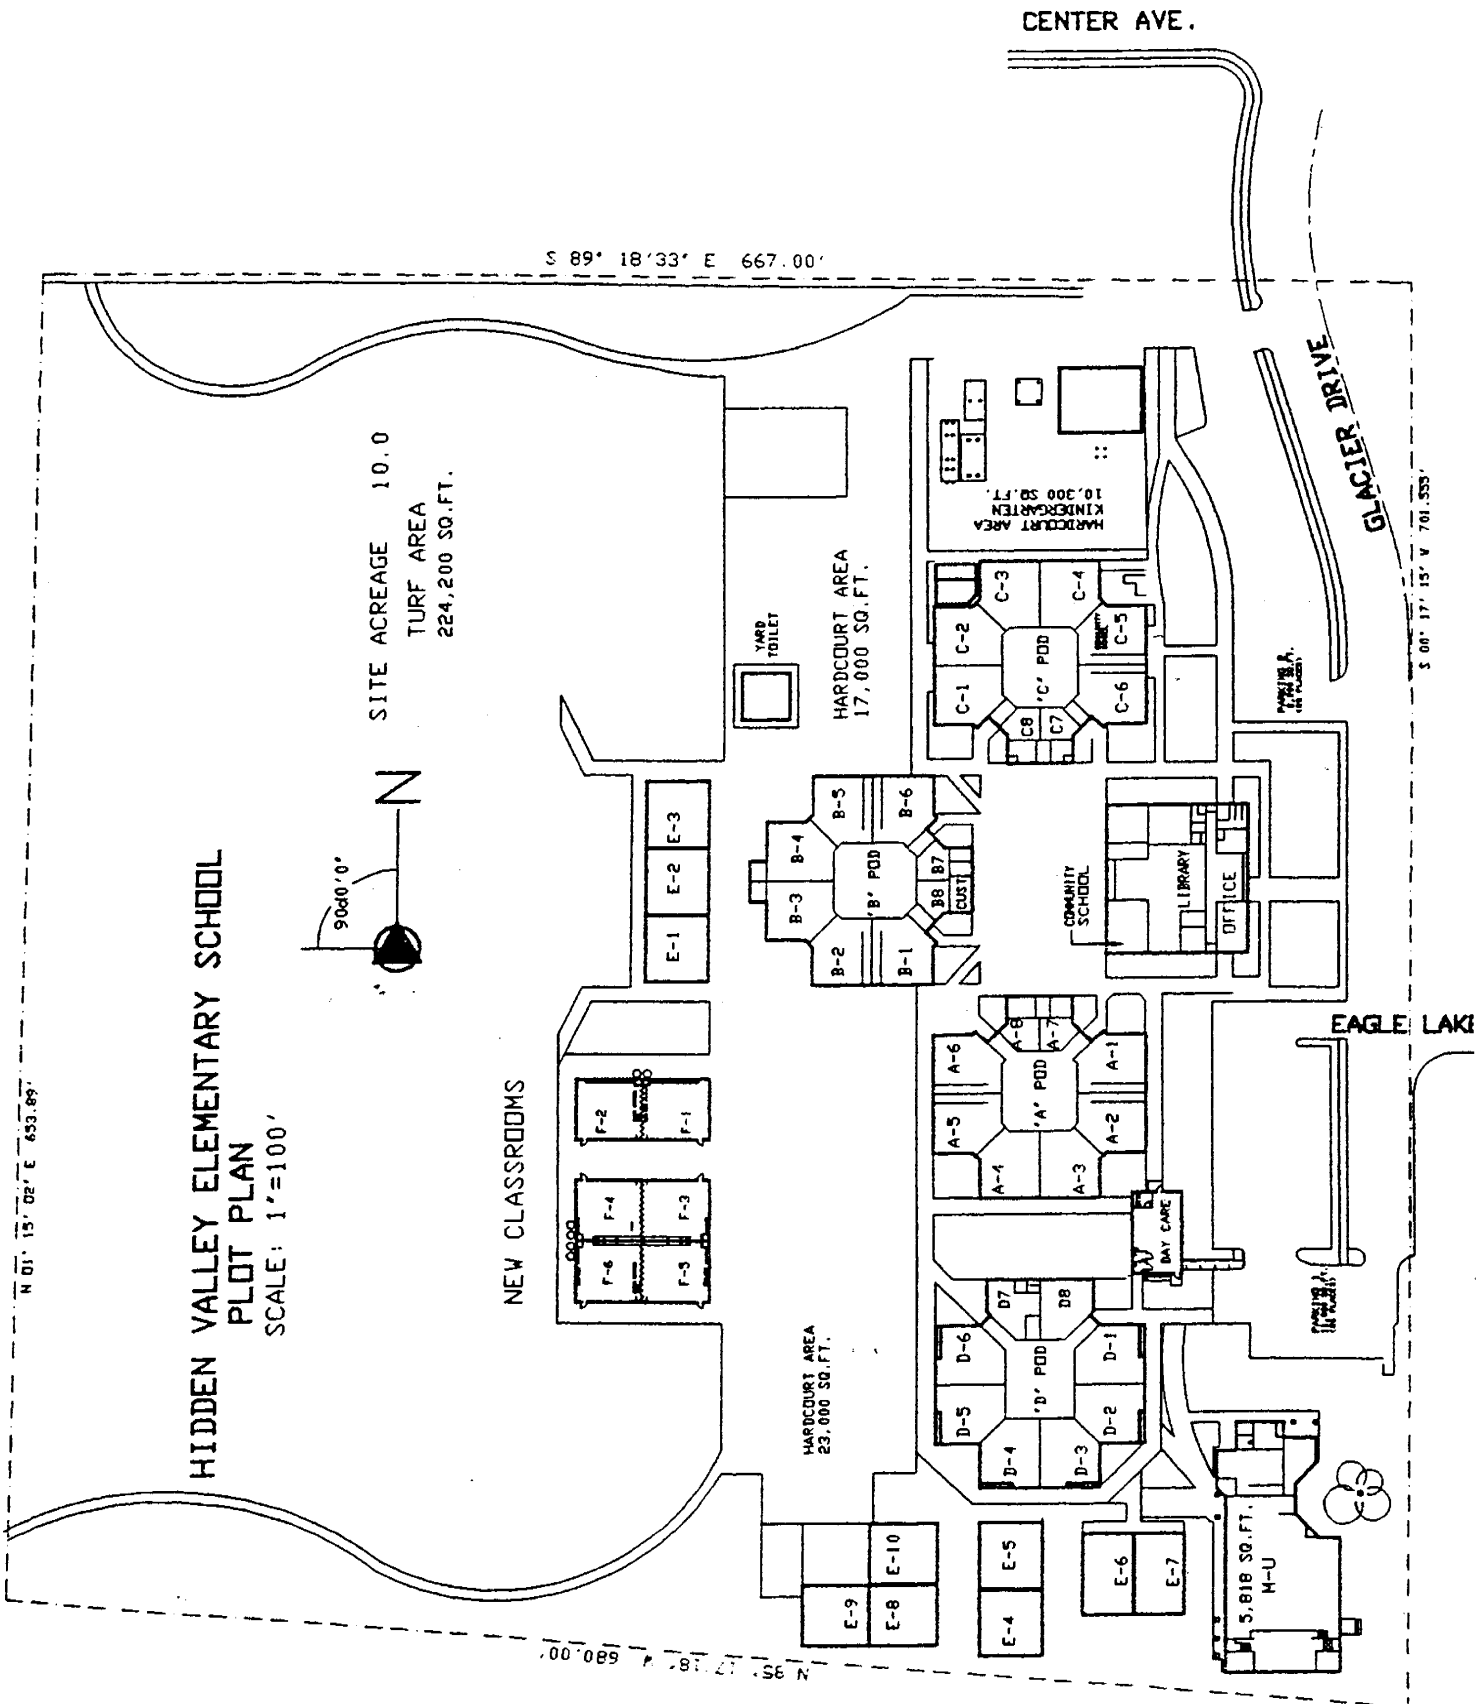 CENTER AVE.
S 89° 18'33" E 667.00'
GLACIER DRIVE
S 00° 17' 15" W 701.555'
EAGLE LAKE
N 01° 15' 02" E 653.89'
HIDDEN VALLEY ELEMENTARY SCHOOL
PLOT PLAN
SCALE: 1"=100'
90d0'0"
N
SITE ACREAGE 10.0
TURF AREA
224,200 SQ.FT.
NEW CLASSROOMS
HARDCOURT AREA
KINDERGARTEN
10,300 SQ.FT.
HARDCOURT AREA
17,000 SQ.FT.
YARD
TOILET
C-3
C-4
C-2
C-5
'C' POD
C-1
C-6
C8
C7
E-3
E-2
E-1
B-5
B-6
B-4
'B' POD
B7
B8
CUST
B-3
B-2
B-1
COMMUNITY
SCHOOL
LIBRARY
OFFICE
F-2
F-1
F-4
F-3
F-6
F-5
A-8
A-7
A-6
A-1
'A' POD
A-5
A-2
A-4
A-3
DAY CARE
HARDCOURT AREA
23,000 SQ.FT.
D7
D8
D-6
D-1
'D' POD
D-5
D-2
D-4
D-3
E-10
E-9
E-8
E-5
E-4
E-6
E-7
5,818 SQ.FT.
M-U
680.00'